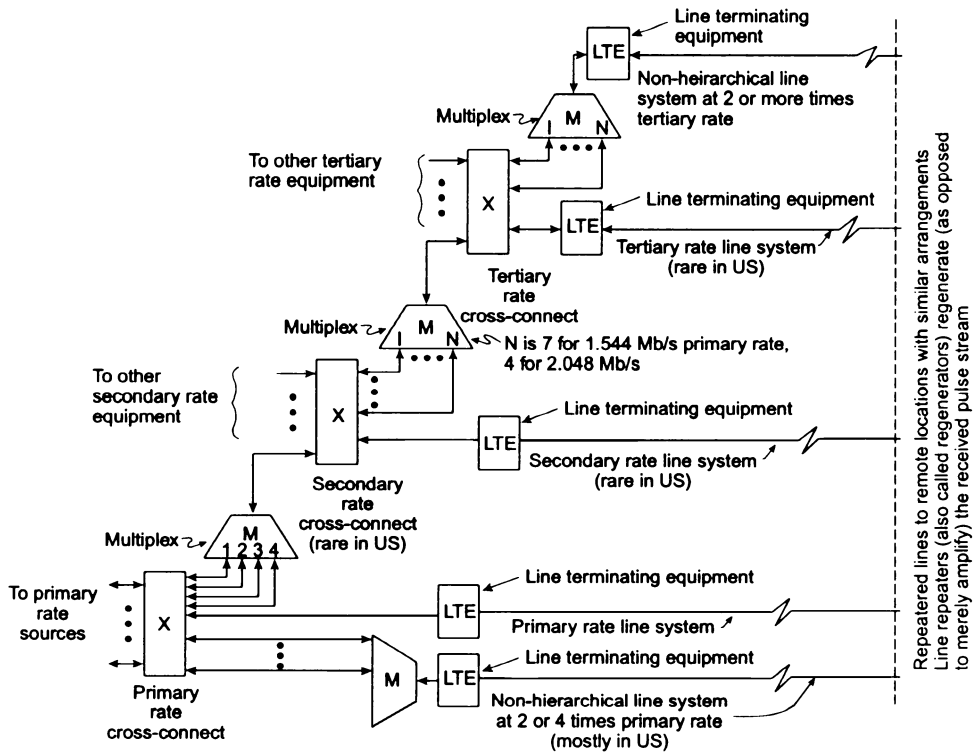 Line terminating
equipment
LTE
Non-heirarchical line
system at 2 or more times
tertiary rate
Multiplex
M
I N
To other tertiary
rate equipment
X
Line terminating equipment
LTE
Tertiary rate line system
(rare in US)
Tertiary
rate
cross-connect
Multiplex
M
I N
N is 7 for 1.544 Mb/s primary rate,
4 for 2.048 Mb/s
To other
secondary rate
equipment
X
Line terminating equipment
LTE
Secondary rate line system
(rare in US)
Secondary
rate
cross-connect
(rare in US)
Multiplex
M
1 2 3 4
To primary
rate
sources
X
Line terminating equipment
LTE
Primary rate line system
Line terminating equipment
M
LTE
Primary
rate
cross-connect
Non-hierarchical line system
at 2 or 4 times primary rate
(mostly in US)
Repeatered lines to remote locations with similar arrangements
Line repeaters (also called regenerators) regenerate (as opposed
to merely amplify) the received pulse stream